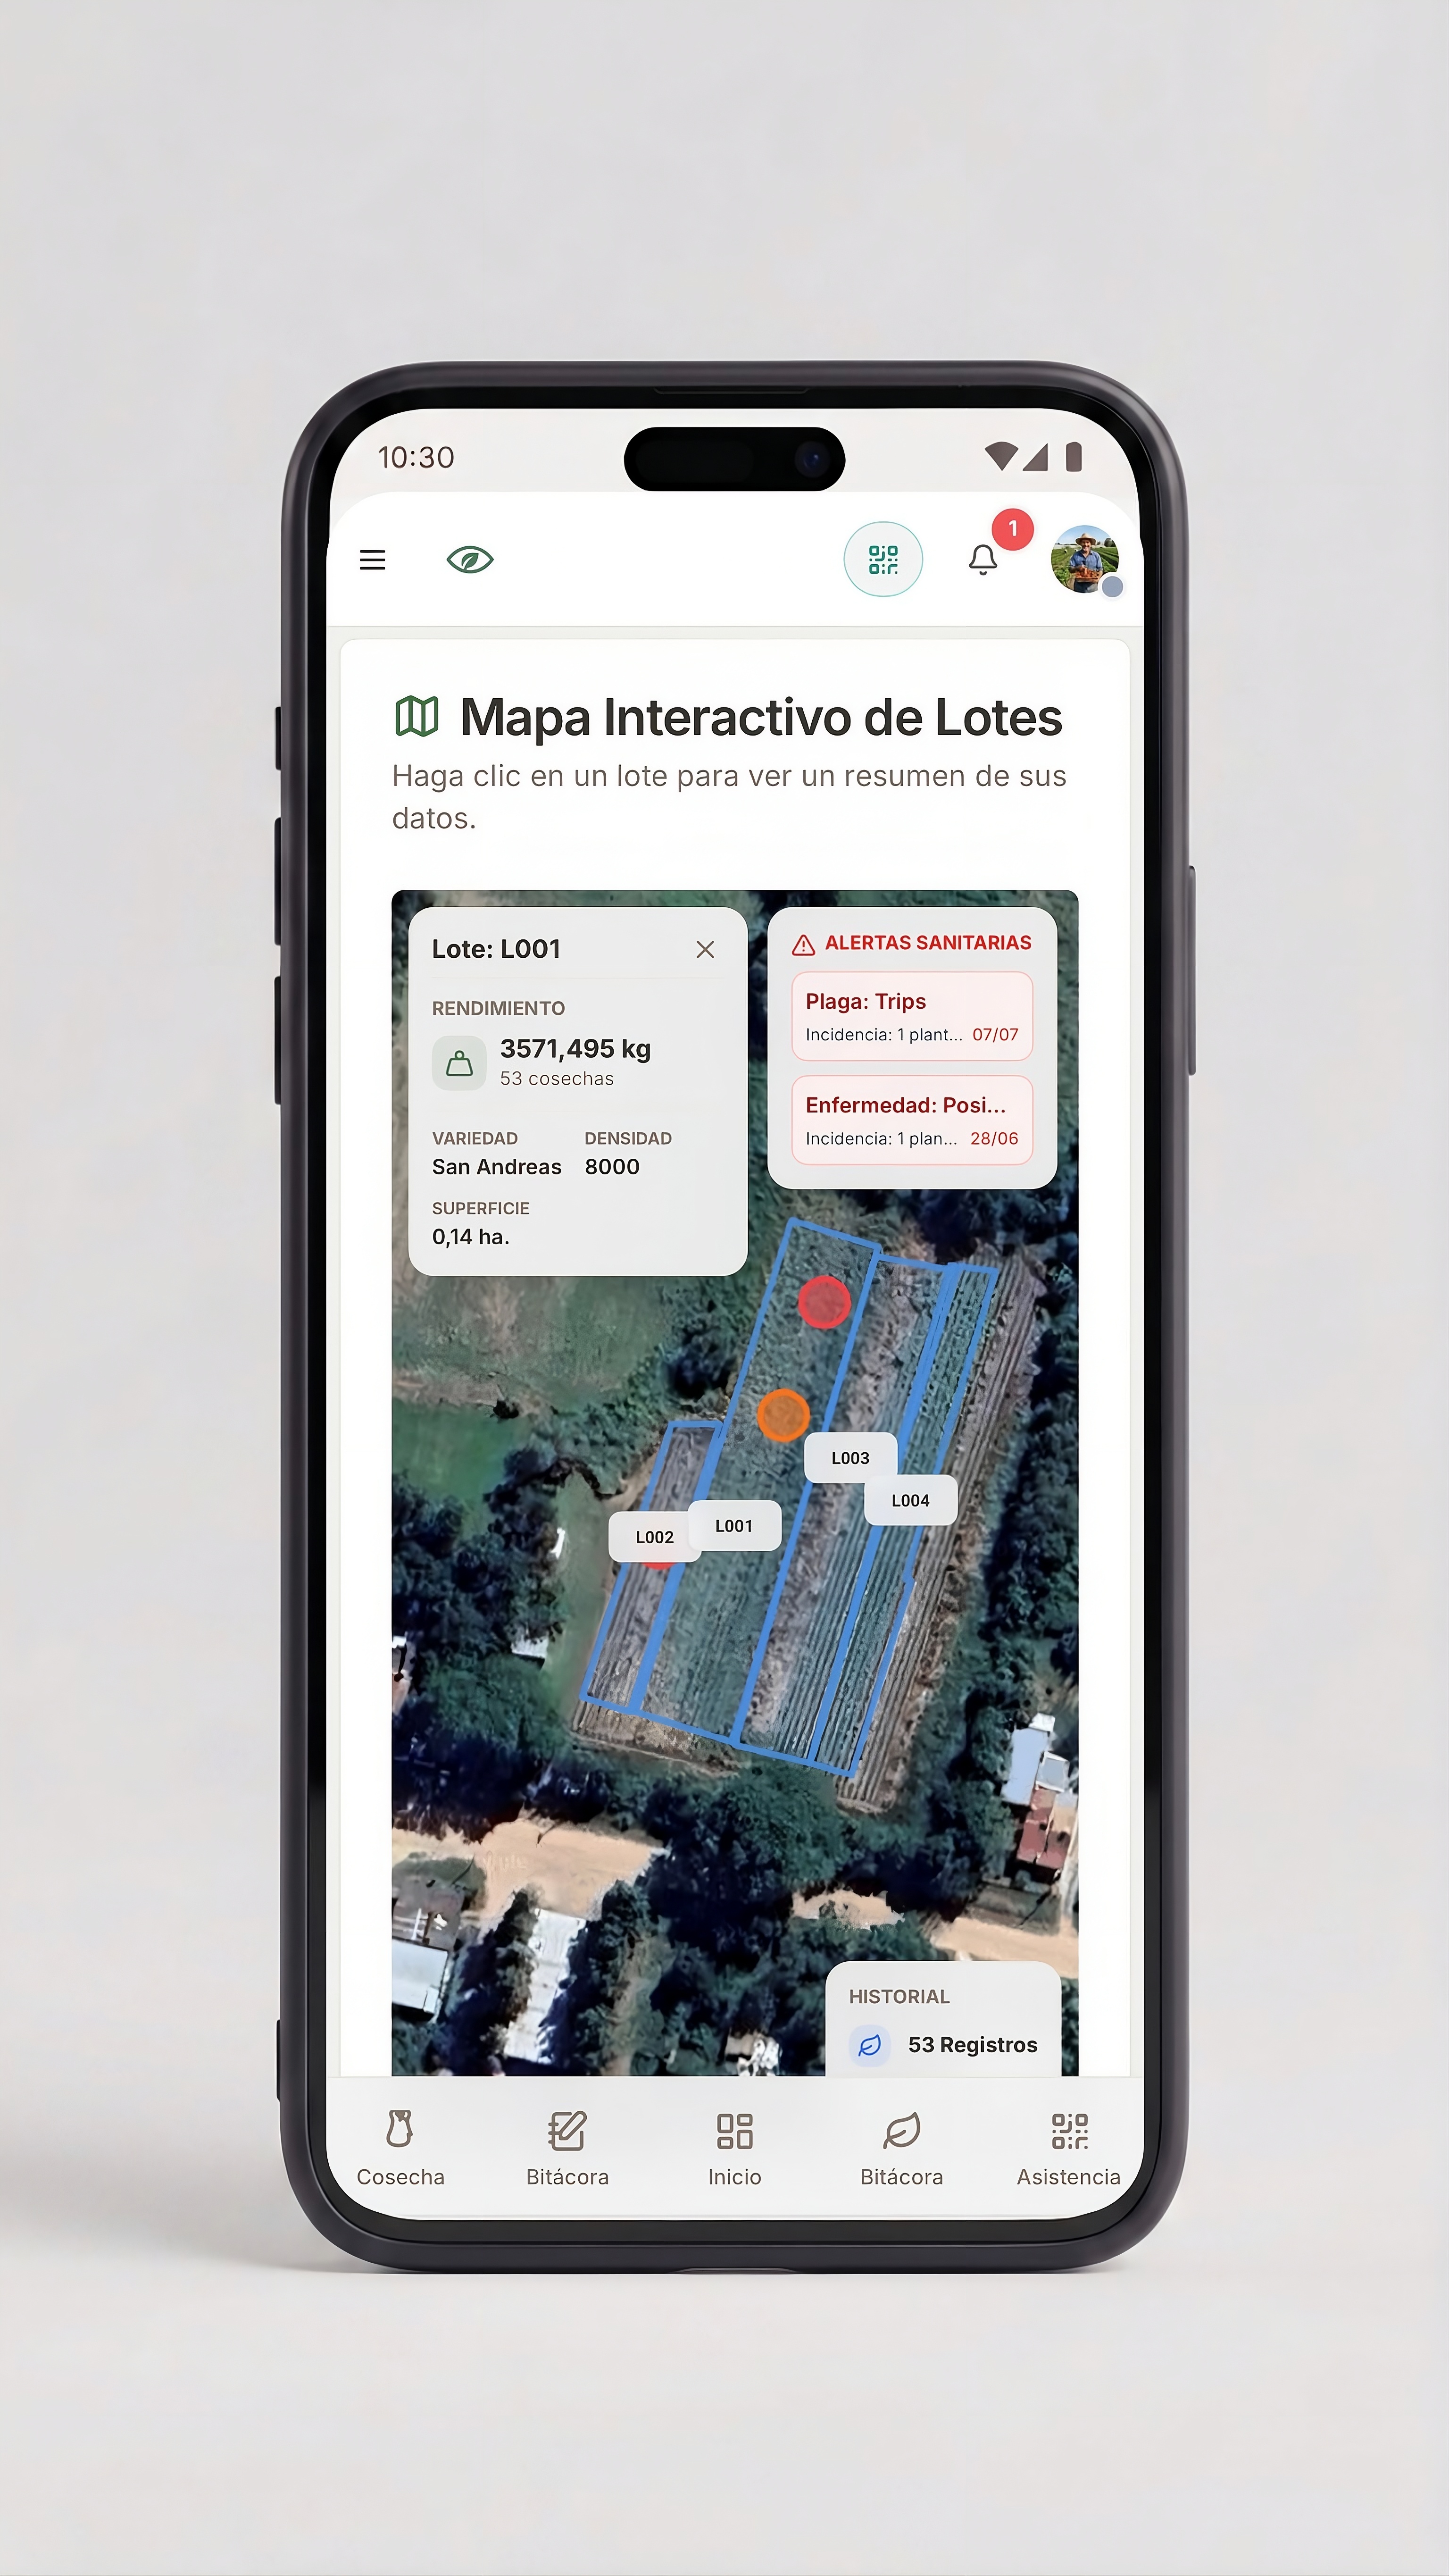 10:30
1
Mapa Interactivo de Lotes
Haga clic en un lote para ver un resumen de sus
datos.
Lote: L001
RENDIMIENTO
3571,495 kg
53 cosechas
VARIEDAD DENSIDAD
San Andreas 8000
SUPERFICIE
0,14 ha.
ALERTAS SANITARIAS
Plaga: Trips
Incidencia: 1 plant... 07/07
Enfermedad: Posi...
Incidencia: 1 plan... 28/06
L003
L004
L001
L002
HISTORIAL
53 Registros
Cosecha Bitácora Inicio Bitácora Asistencia